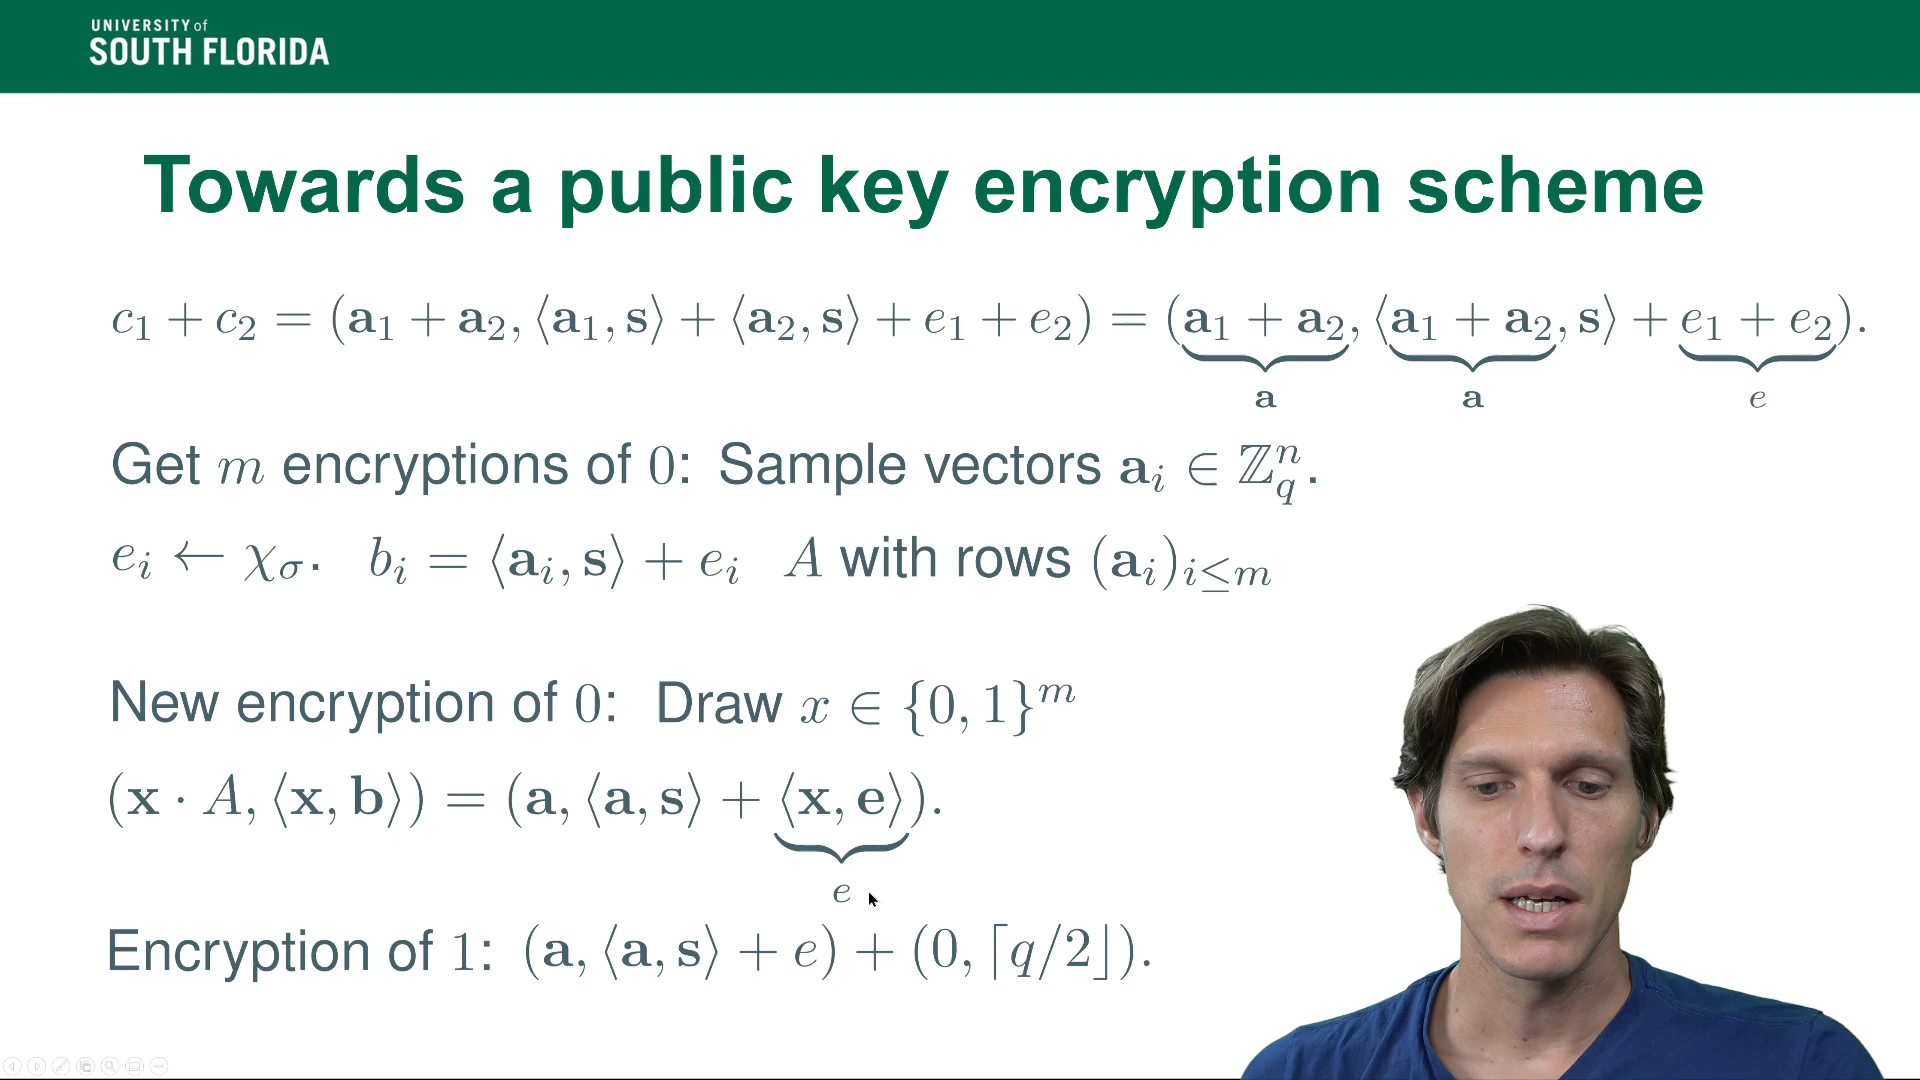 UNIVERSITY of
SOUTH FLORIDA
Towards a public key encryption scheme
c₁ + c₂ = (𝐚₁ + 𝐚₂, ⟨𝐚₁, 𝐬⟩ + ⟨𝐚₂, 𝐬⟩ + e₁ + e₂) = (𝐚₁ + 𝐚₂, ⟨𝐚₁ + 𝐚₂, 𝐬⟩ + e₁ + e₂).
𝐚 𝐚 e
Get m encryptions of 0: Sample vectors 𝐚ᵢ ∈ ℤ_q^n.
eᵢ ← χ_σ. bᵢ = ⟨𝐚ᵢ, 𝐬⟩ + eᵢ A with rows (𝐚ᵢ)_{i≤m}
New encryption of 0: Draw x ∈ {0, 1}^m
(𝐱 · A, ⟨𝐱, 𝐛⟩) = (𝐚, ⟨𝐚, 𝐬⟩ + ⟨𝐱, 𝐞⟩).
e
Encryption of 1: (𝐚, ⟨𝐚, 𝐬⟩ + e) + (0, ⌈q/2⌋).